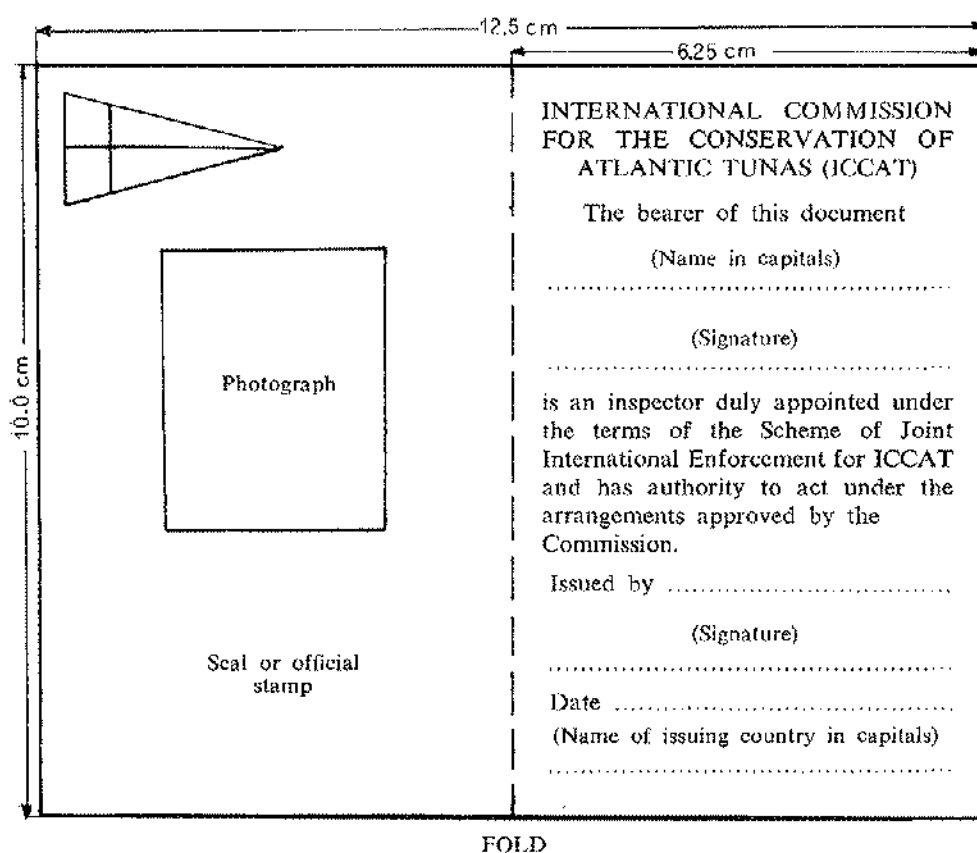 12,5 cm
6.25 cm
10.0 cm
Photograph
Seal or official
stamp
INTERNATIONAL COMMISSION
FOR THE CONSERVATION OF
ATLANTIC TUNAS (ICCAT)
The bearer of this document
(Name in capitals)
(Signature)
is an inspector duly appointed under
the terms of the Scheme of Joint
International Enforcement for ICCAT
and has authority to act under the
arrangements approved by the
Commission.
Issued by
(Signature)
Date
(Name of issuing country in capitals)
FOLD